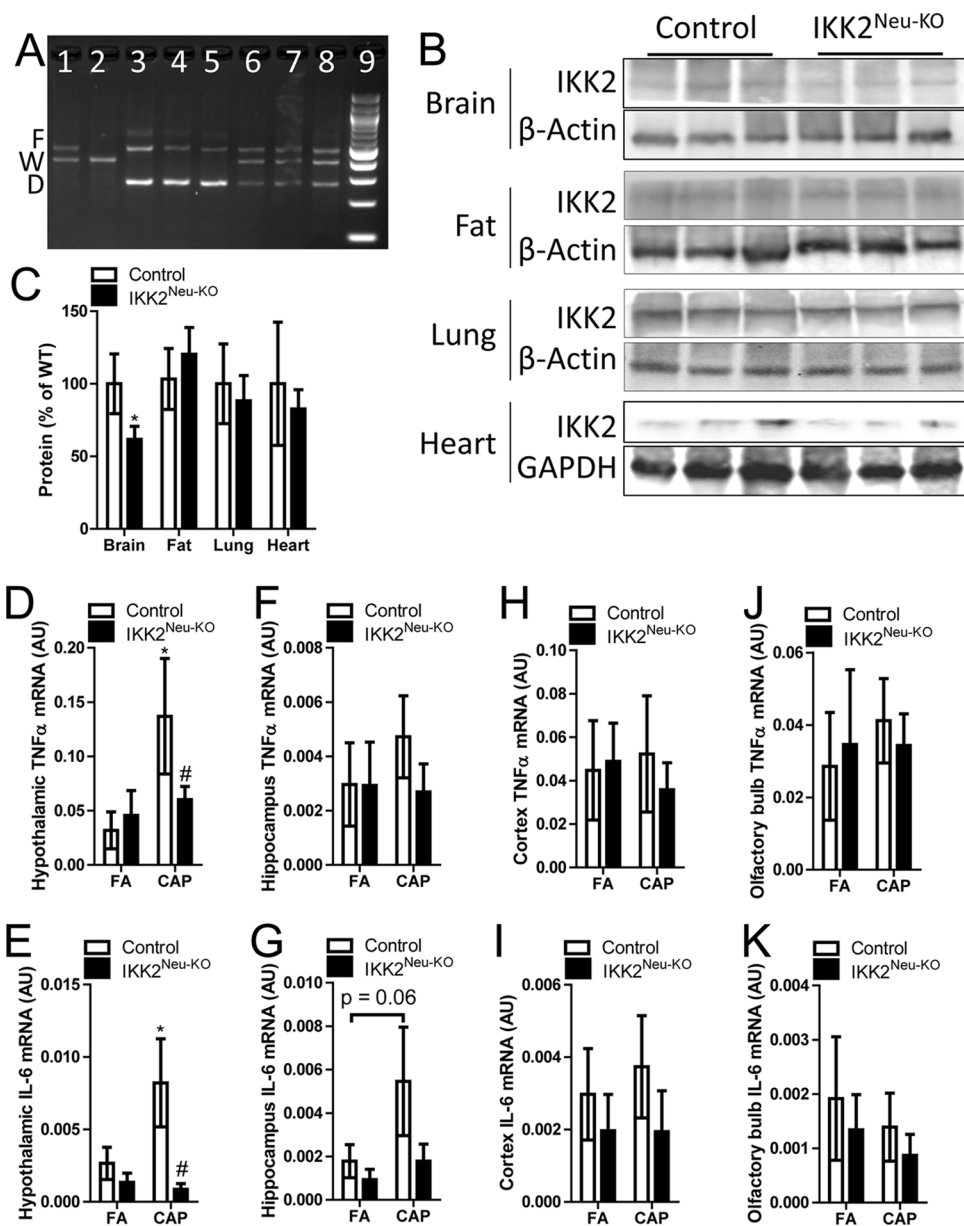 A
1 2 3 4 5 6 7 8 9
F
W
D
B
Control IKK2Neu-KO
Brain
IKK2
β-Actin
Fat
IKK2
β-Actin
Lung
IKK2
β-Actin
Heart
IKK2
GAPDH
C
Control
IKK2Neu-KO
Protein (% of WT)
150
100
50
0
*
Brain Fat Lung Heart
D
Control
IKK2Neu-KO
Hypothalamic TNFα mRNA (AU)
0.20
0.15
0.10
0.05
0.00
*
#
FA CAP
F
Control
IKK2Neu-KO
Hippocampus TNFα mRNA (AU)
0.008
0.006
0.004
0.002
0.000
FA CAP
H
Control
IKK2Neu-KO
Cortex TNFα mRNA (AU)
0.10
0.08
0.06
0.04
0.02
0.00
FA CAP
J
Control
IKK2Neu-KO
Olfactory bulb TNFα mRNA (AU)
0.06
0.04
0.02
0.00
FA CAP
E
Control
IKK2Neu-KO
Hypothalamic IL-6 mRNA (AU)
0.015
0.010
0.005
0.000
*
#
FA CAP
G
Control
IKK2Neu-KO
Hippocampus IL-6 mRNA (AU)
0.010
0.008
0.006
0.004
0.002
0.000
p = 0.06
FA CAP
I
Control
IKK2Neu-KO
Cortex IL-6 mRNA (AU)
0.006
0.004
0.002
0.000
FA CAP
K
Control
IKK2Neu-KO
Olfactory bulb IL-6 mRNA (AU)
0.004
0.003
0.002
0.001
0.000
FA CAP